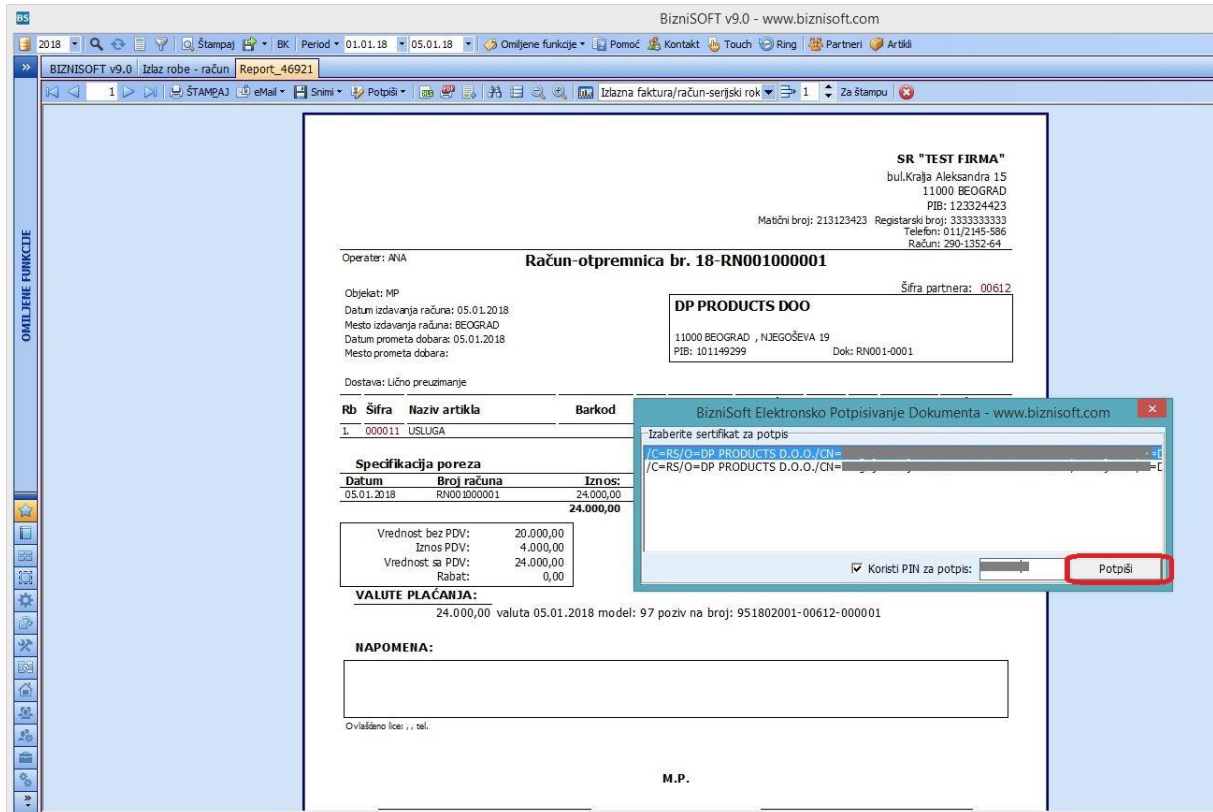 BS BizniSOFT v9.0 - www.biznisoft.com
2018 Štampaj BK Period 01.01.18 05.01.18 Omiljene funkcije Pomoć Kontakt Touch Ring Partneri Artikli
BIZNISOFT v9.0 Izlaz robe - račun Report_46921
1 ŠTAMPAJ eMail Snimi Potpiši Izlazna faktura/račun-serijski rok 1 Za štampu
OMILJENE FUNKCIJE
SR "TEST FIRMA"
bul.Kralja Aleksandra 15
11000 BEOGRAD
PIB: 123324423
Matični broj: 213123423 Registarski broj: 3333333333
Telefon: 011/2145-586
Račun: 290-1352-64
Operater: ANA
Račun-otpremnica br. 18-RN001000001
Šifra partnera: 00612
Objekat: MP
Datum izdavanja računa: 05.01.2018
Mesto izdavanja računa: BEOGRAD
Datum prometa dobara: 05.01.2018
Mesto prometa dobara:
DP PRODUCTS DOO
11000 BEOGRAD , NJEGOŠEVA 19
PIB: 101149299 Dok: RN001-0001
Dostava: Lično preuzimanje
Rb Šifra Naziv artikla Barkod
1. 000011 USLUGA
Specifikacija poreza
Datum Broj računa Iznos:
05.01.2018 RN001000001 24.000,00
24.000,00
Vrednost bez PDV: 20.000,00
Iznos PDV: 4.000,00
Vrednost sa PDV: 24.000,00
Rabat: 0,00
BizniSoft Elektronsko Potpisivanje Dokumenta - www.biznisoft.com
Izaberite sertifikat za potpis
/C=RS/O=DP PRODUCTS D.O.O./CN=
/C=RS/O=DP PRODUCTS D.O.O./CN=
Koristi PIN za potpis: Potpiši
VALUTE PLAĆANJA:
24.000,00 valuta 05.01.2018 model: 97 poziv na broj: 951802001-00612-000001
NAPOMENA:
Ovlašćeno lice: , , tel.
M.P.